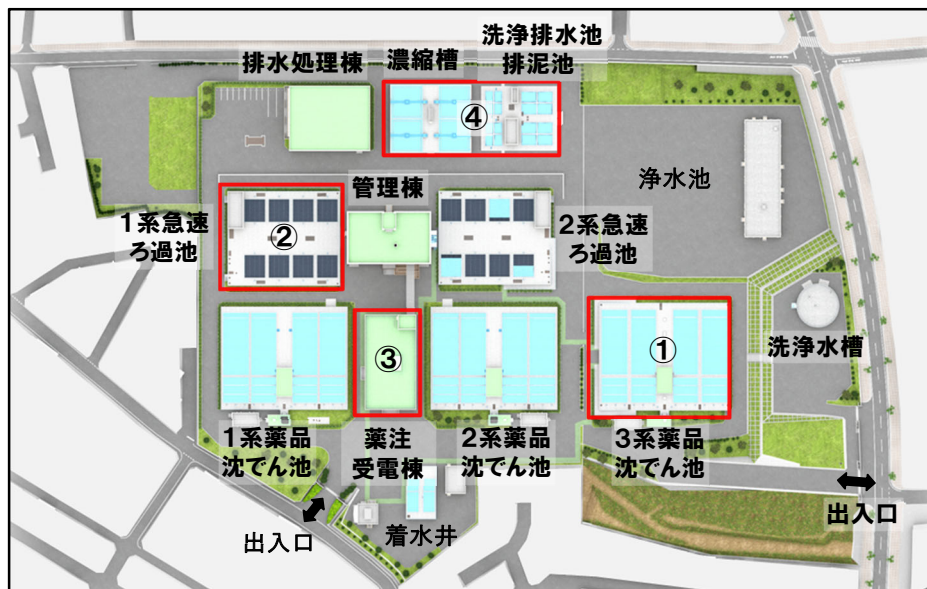 排水処理棟
濃縮槽
洗浄排水池
排泥池
④
浄水池
管理棟
1系急速
ろ過池
②
2系急速
ろ過池
③
①
洗浄水槽
1系薬品
沈でん池
薬注
受電棟
2系薬品
沈でん池
3系薬品
沈でん池
出入口
着水井
出入口